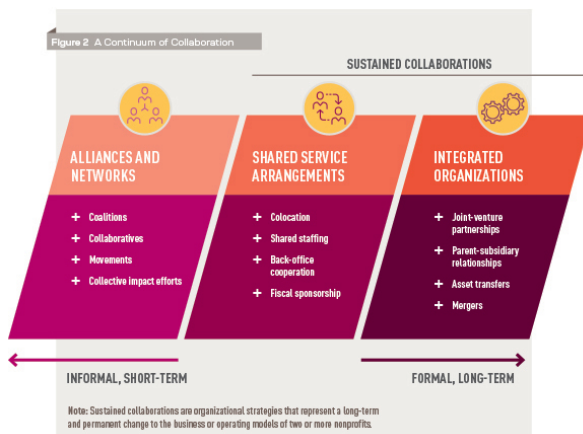 Figure 2 A Continuum of Collaboration
SUSTAINED COLLABORATIONS
ALLIANCES AND
NETWORKS
+ Coalitions
+ Collaboratives
+ Movements
+ Collective impact efforts
SHARED SERVICE
ARRANGEMENTS
+ Colocation
+ Shared staffing
+ Back-office
cooperation
+ Fiscal sponsorship
INTEGRATED
ORGANIZATIONS
+ Joint-venture
partnerships
+ Parent-subsidiary
relationships
+ Asset transfers
+ Mergers
INFORMAL, SHORT-TERM
FORMAL, LONG-TERM
Note: Sustained collaborations are organizational strategies that represent a long-term
and permanent change to the business or operating models of two or more nonprofits.